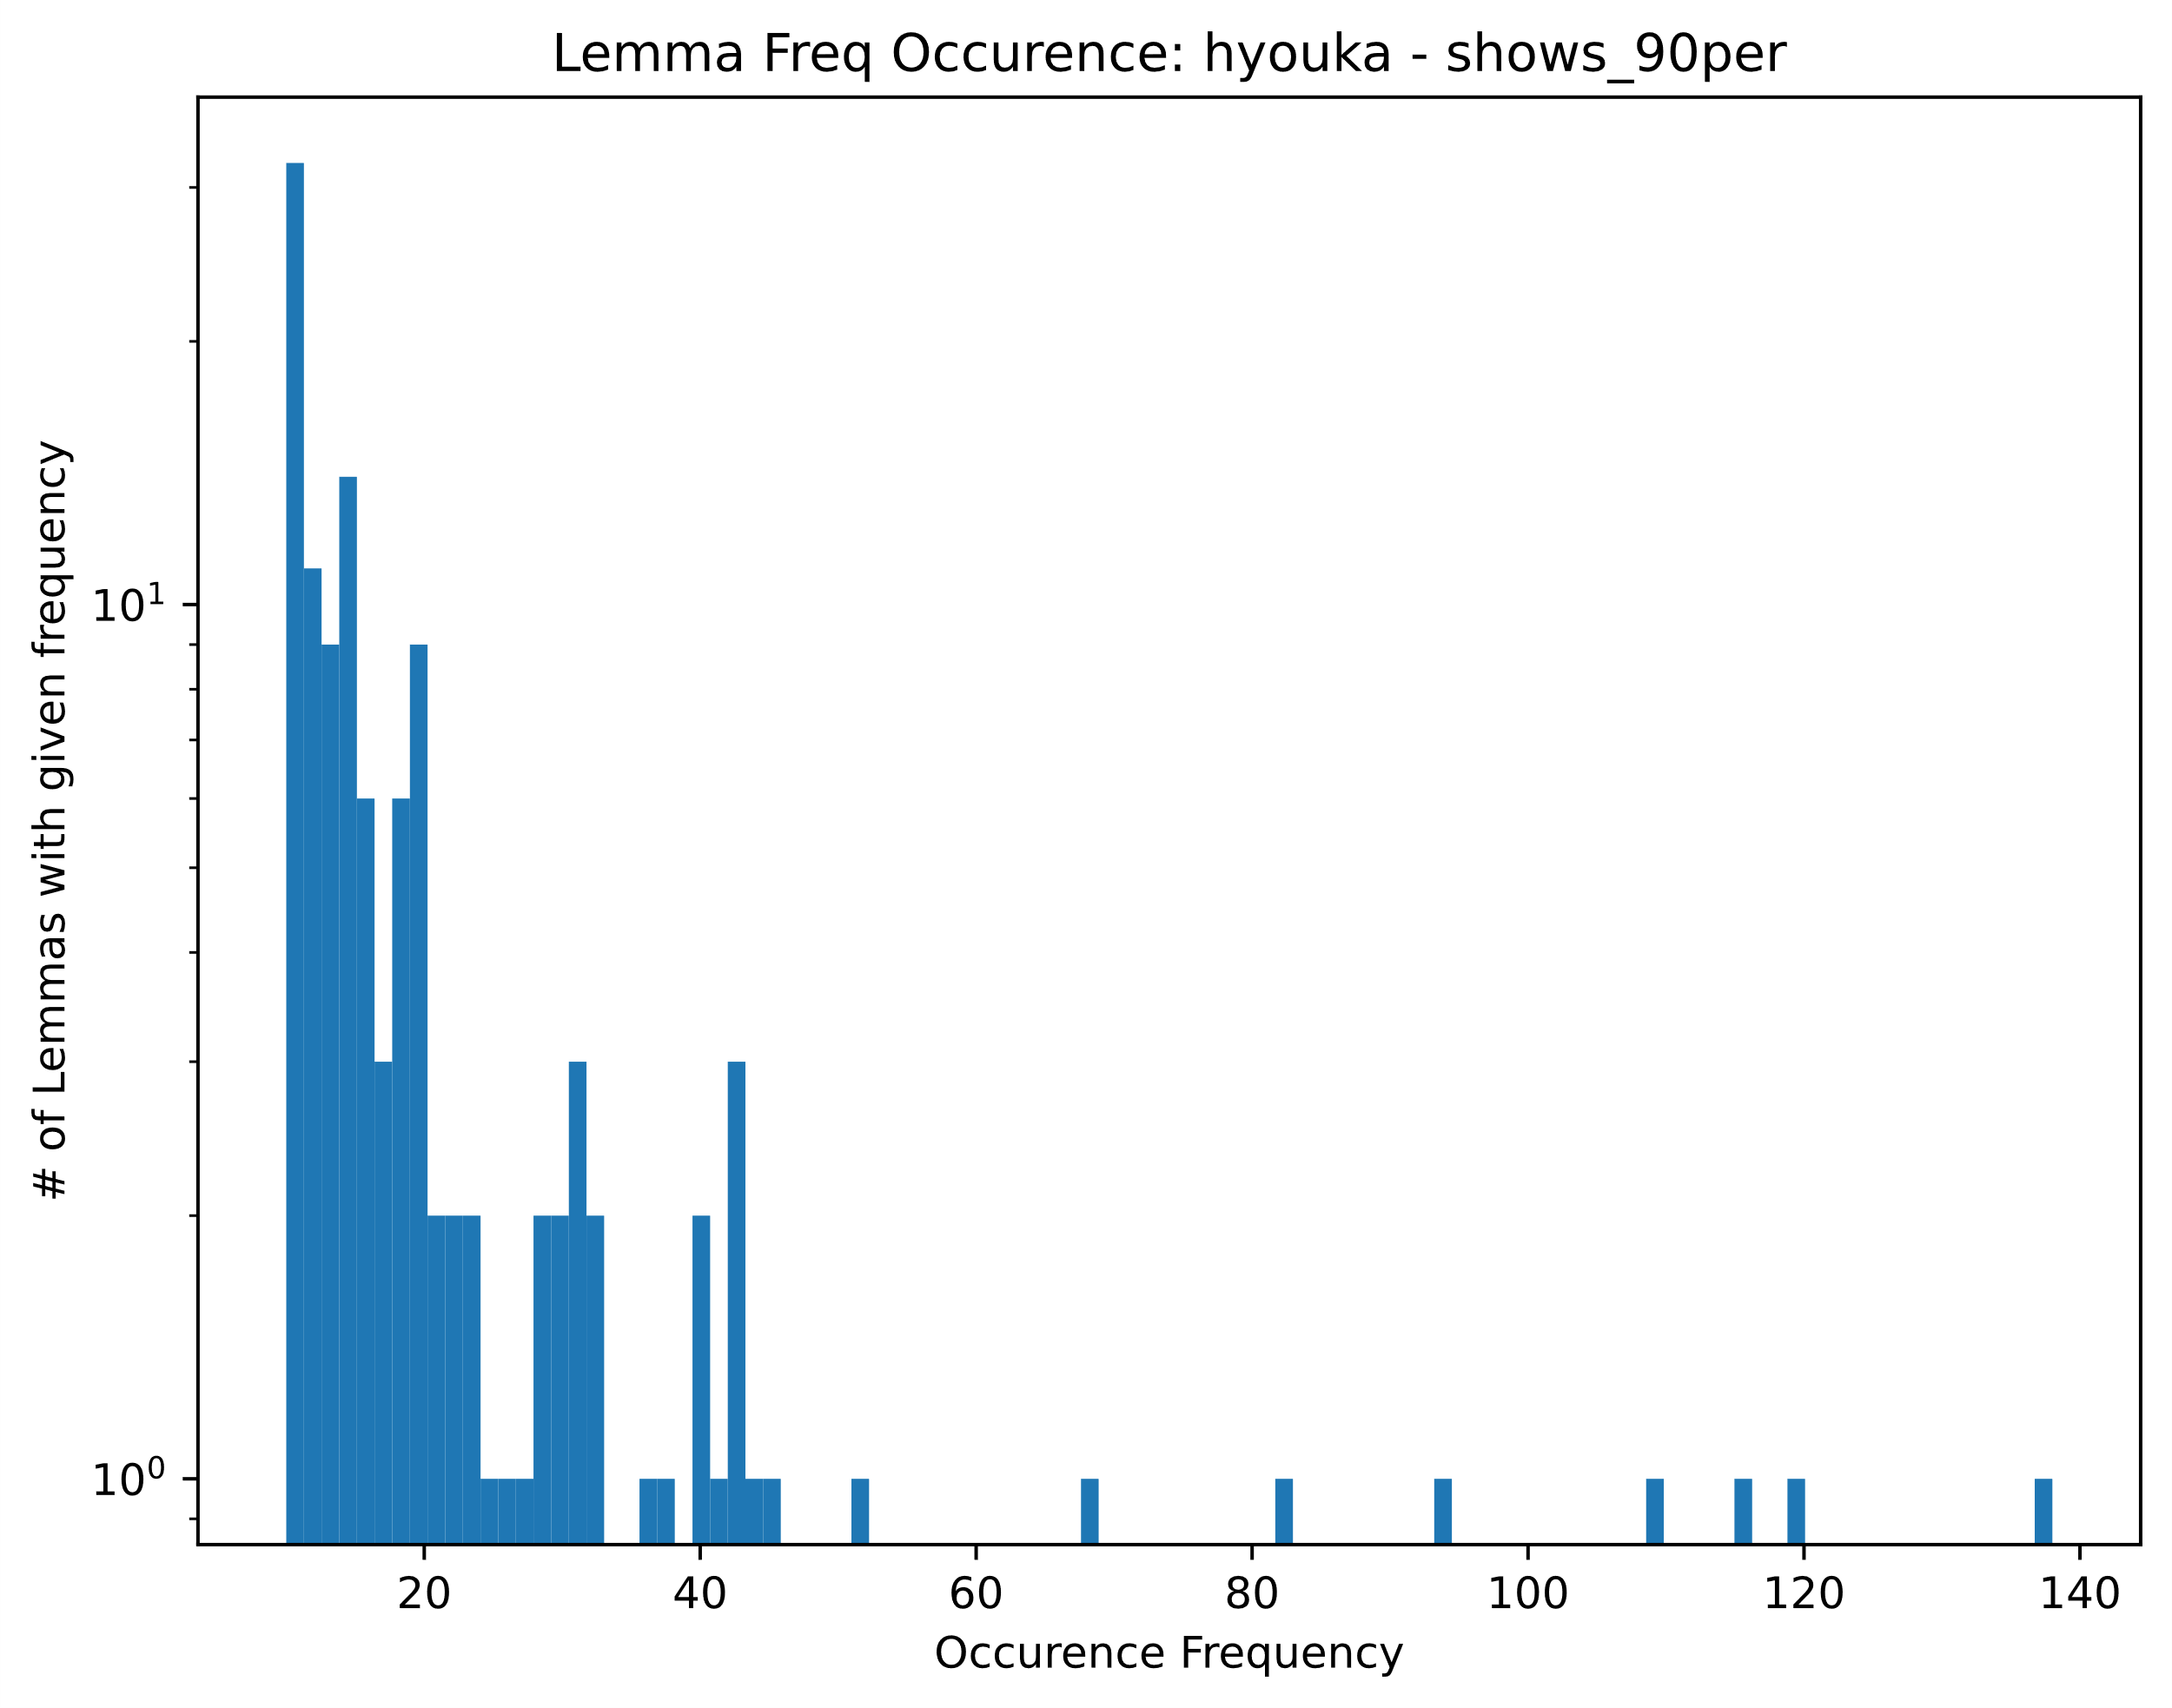 Lemma Freq Occurence: hyouka - shows_90per
# of Lemmas with given frequency
10¹
10⁰
20 40 60 80 100 120 140
Occurence Frequency